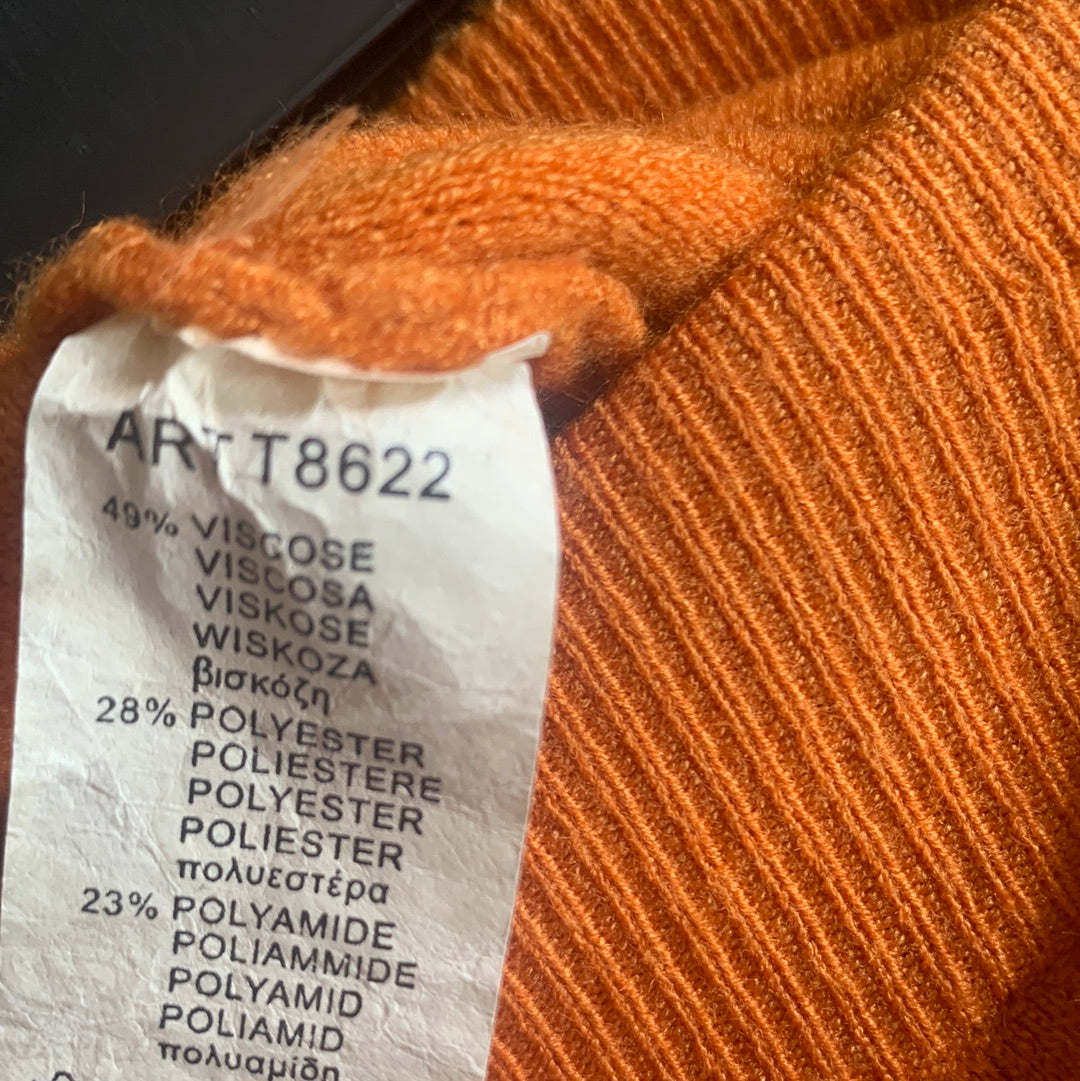 ART T8622
49% VISCOSE
VISCOSA
VISKOSE
WISKOZA
βισκόζη
28% POLYESTER
POLIESTERE
POLYESTER
POLIESTER
πολυεστέρα
23% POLYAMIDE
POLIAMMIDE
POLYAMID
POLIAMID
πολυαμίδη